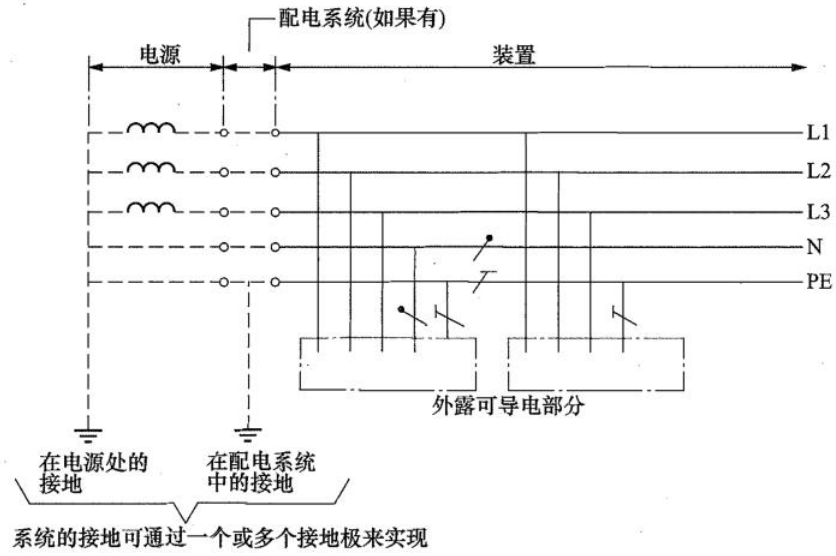 配电系统(如果有)
电源
装置
L1
L2
L3
N
PE
外露可导电部分
在电源处的
接地
在配电系统
中的接地
系统的接地可通过一个或多个接地极来实现